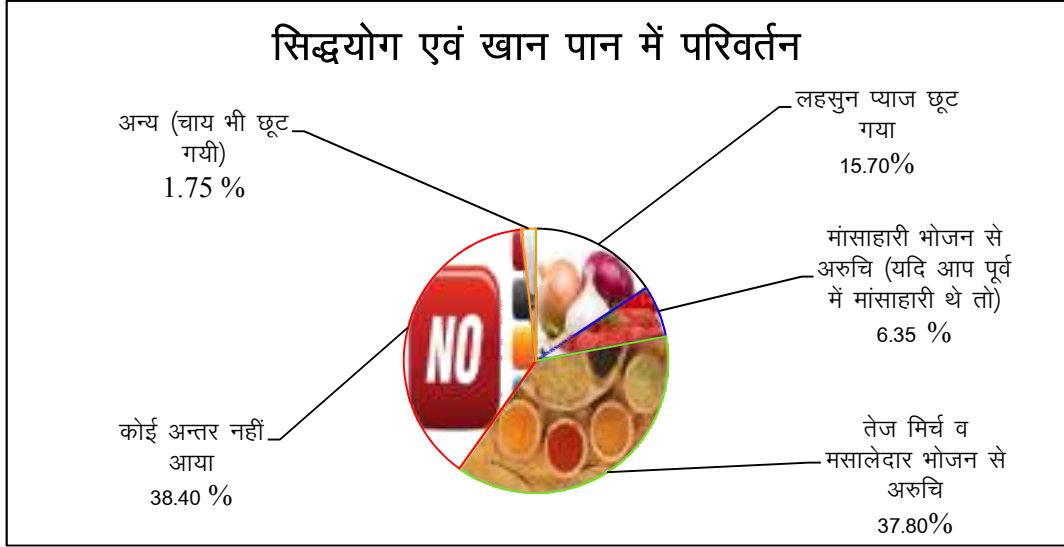 सिद्धयोग एवं खान पान में परिवर्तन
लहसुन प्याज छूट
गया
15.70%
मांसाहारी भोजन से
अरुचि (यदि आप पूर्व
में मांसाहारी थे तो)
6.35 %
तेज मिर्च व
मसालेदार भोजन से
अरुचि
37.80%
कोई अन्तर नहीं
आया
38.40 %
अन्य (चाय भी छूट
गयी)
1.75 %
NO